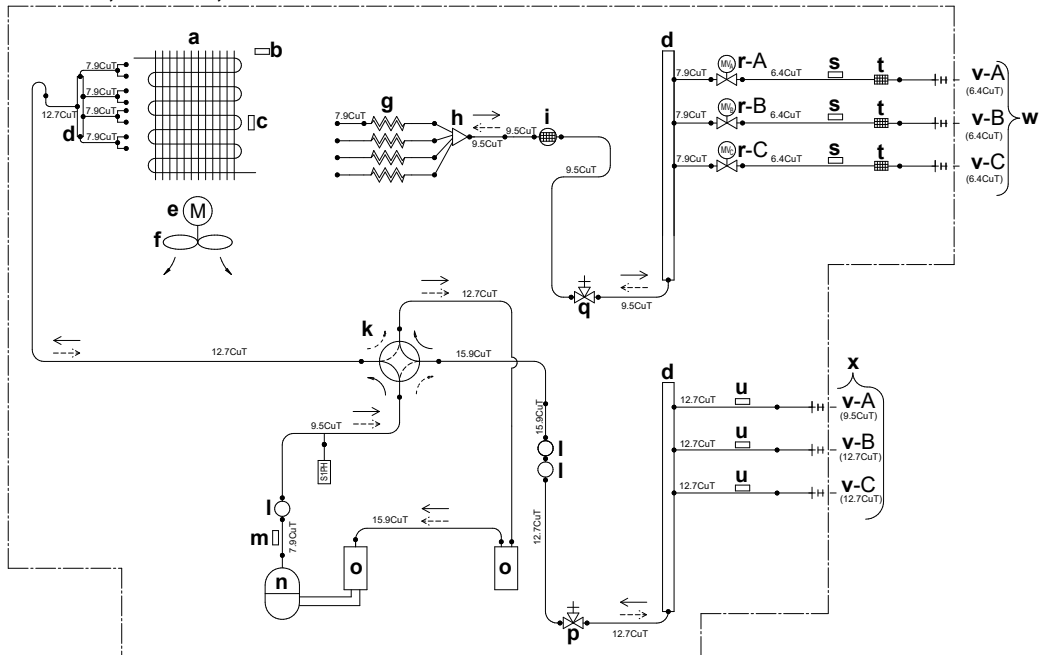 a
b
7.9CuT
7.9CuT
7.9CuT
7.9CuT
12.7CuT
d
c
M
e
f
g
7.9CuT
h
9.5CuT
9.5CuT
i
9.5CuT
q
9.5CuT
d
7.9CuT
r-A
6.4CuT
s
t
v-A
(6.4CuT)
7.9CuT
r-B
6.4CuT
s
t
v-B
(6.4CuT)
w
7.9CuT
r-C
6.4CuT
s
t
v-C
(6.4CuT)
12.7CuT
k
12.7CuT
15.9CuT
9.5CuT
S1PH
l
m
7.9CuT
n
15.9CuT
o
o
15.9CuT
l
l
12.7CuT
p
12.7CuT
d
x
12.7CuT
u
v-A
(9.5CuT)
12.7CuT
u
v-B
(12.7CuT)
12.7CuT
u
v-C
(12.7CuT)